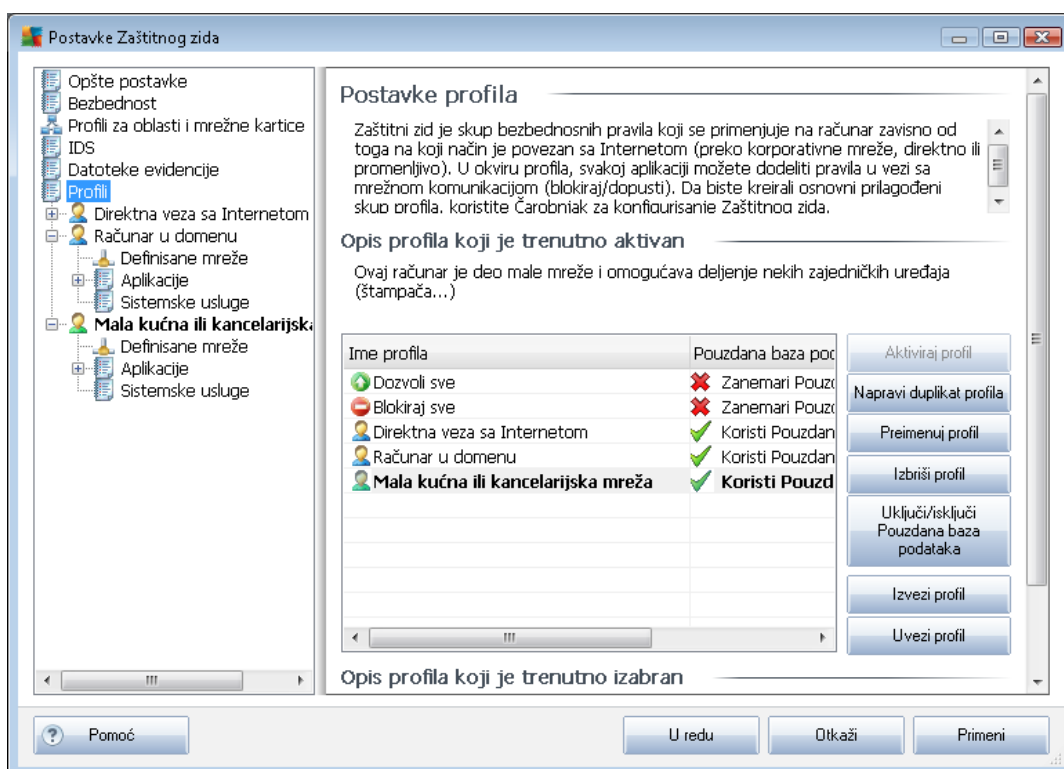 Postavke Zaštitnog zida
Opšte postavke
Bezbednost
Profili za oblasti i mrežne kartice
IDS
Datoteke evidencije
Profili
Direktna veza sa Internetom
Računar u domenu
Definisane mreže
Aplikacije
Sistemske usluge
Mala kućna ili kancelarijska
Definisane mreže
Aplikacije
Sistemske usluge
Postavke profila
Zaštitni zid je skup bezbednosnih pravila koji se primenjuje na računar zavisno od
toga na koji način je povezan sa Internetom (preko korporativne mreže, direktno ili
promenljivo). U okviru profila, svakoj aplikaciji možete dodeliti pravila u vezi sa
mrežnom komunikacijom (blokiraj/dopusti). Da biste kreirali osnovni prilagođeni
skup profila, koristite Čarobnjak za konfigurisanje Zaštitnog zida.
Opis profila koji je trenutno aktivan
Ovaj računar je deo male mreže i omogućava deljenje nekih zajedničkih uređaja
(štampača...)
Ime profila Pouzdana baza pod
Dozvoli sve Zanemari Pouzd
Blokiraj sve Zanemari Pouzd
Direktna veza sa Internetom Koristi Pouzdan
Računar u domenu Koristi Pouzdan
Mala kućna ili kancelarijska mreža Koristi Pouzd
Aktiviraj profil
Napravi duplikat profila
Preimenuj profil
Izbriši profil
Uključi/isključi
Pouzdana baza
podataka
Izvezi profil
Uvezi profil
Opis profila koji je trenutno izabran
Pomoć
U redu
Otkaži
Primeni